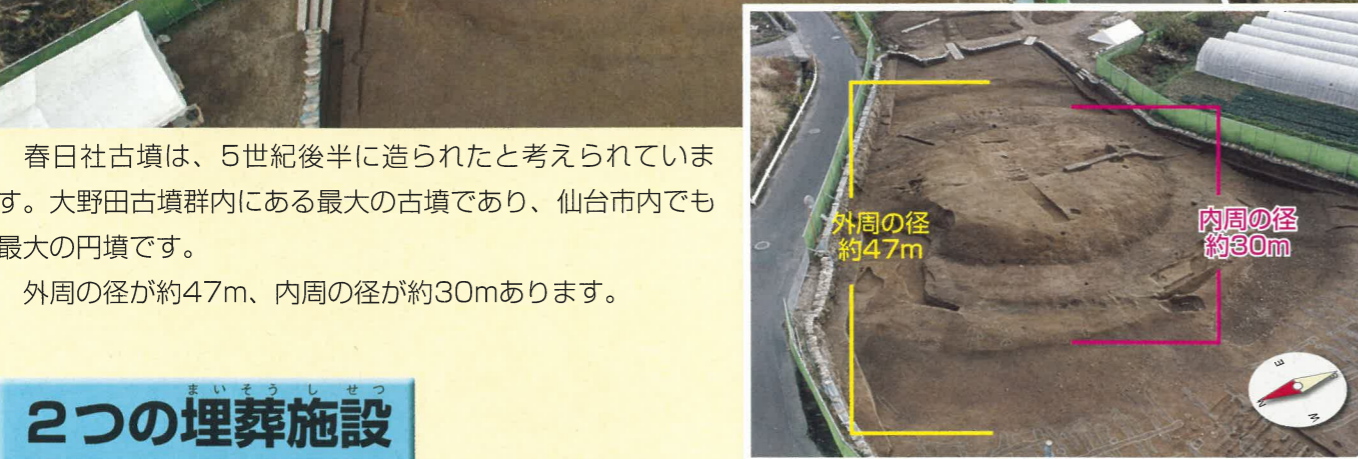 春日社古墳は、5世紀後半に造られたと考えられていま
す。大野田古墳群内にある最大の古墳であり、仙台市内でも
最大の円墳です。
外周の径が約47m、内周の径が約30mあります。
まいそうしせつ
2つの埋葬施設
外周の径
約47m
内周の径
約30m
E
S
N
W